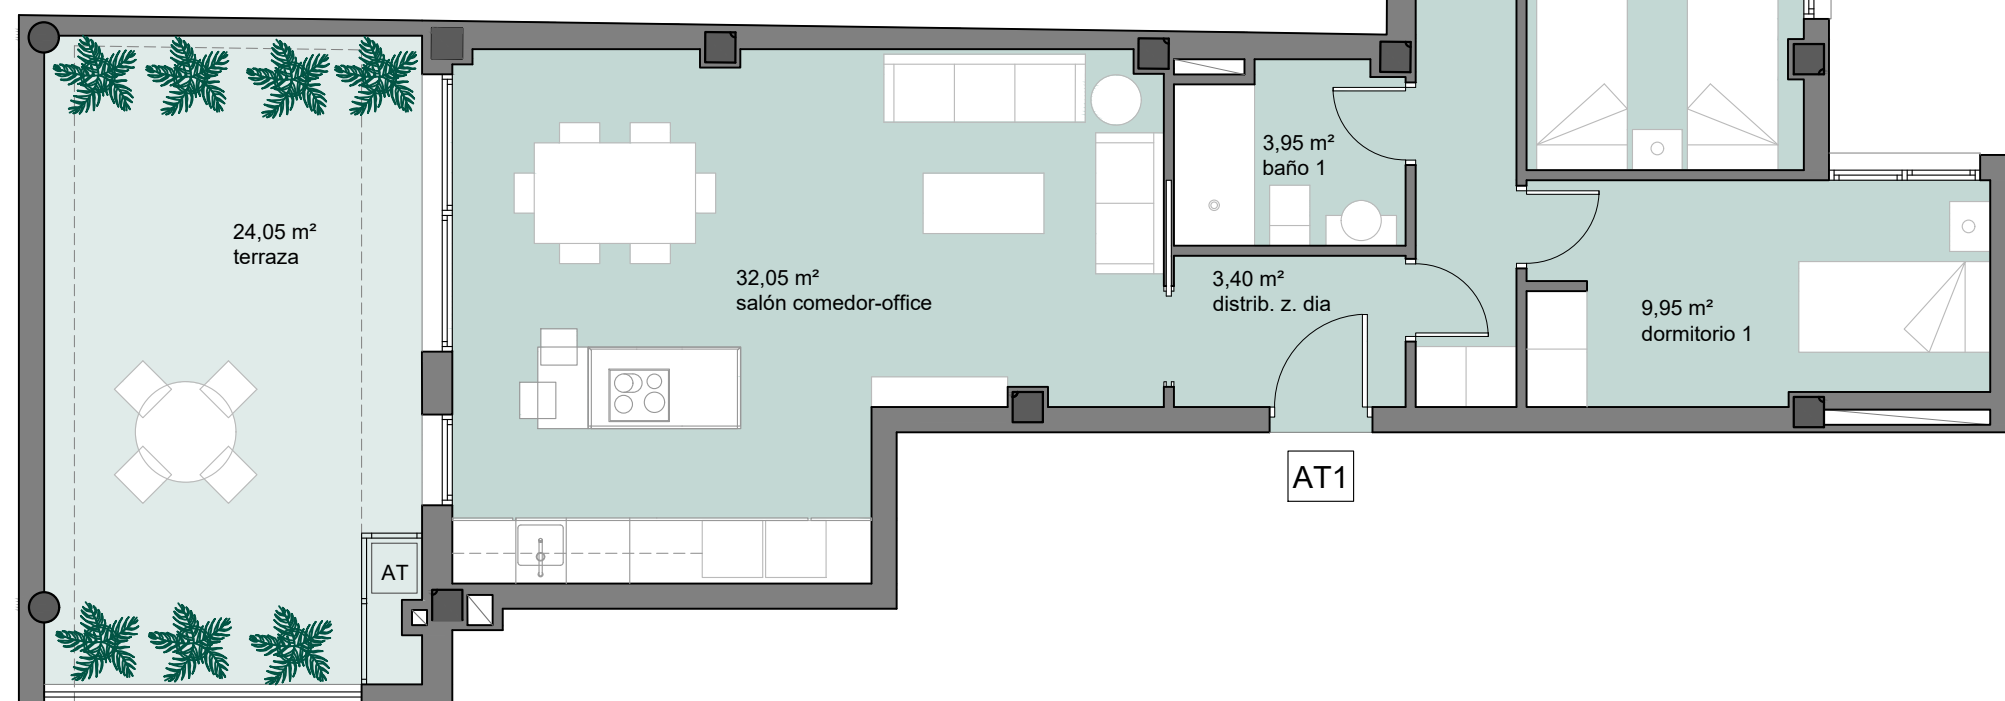 3,95 m²
baño 1
24,05 m²
terraza
32,05 m²
salón comedor-office
3,40 m²
distrib. z. dia
9,95 m²
dormitorio 1
AT1
AT